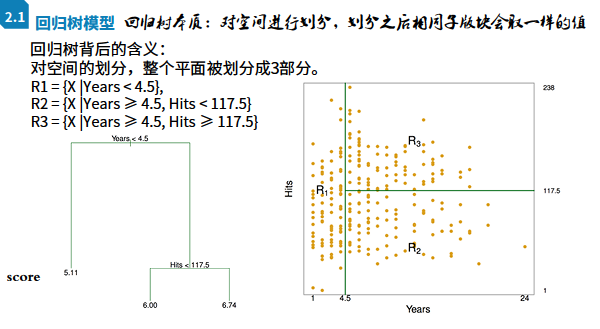 2.1 回归树模型 回归树本质：对空间进行划分，划分之后相同子版块会取一样的值
回归树背后的含义：
对空间的划分，整个平面被划分成3部分。
R1 = {X |Years < 4.5},
R2 = {X |Years ⩾ 4.5, Hits < 117.5}
R3 = {X |Years ⩾ 4.5, Hits ⩾ 117.5}
Years < 4.5
Hits < 117.5
score
5.11
6.00
6.74
238
R3
Hits
R1
117.5
R2
1
1
4.5
24
Years